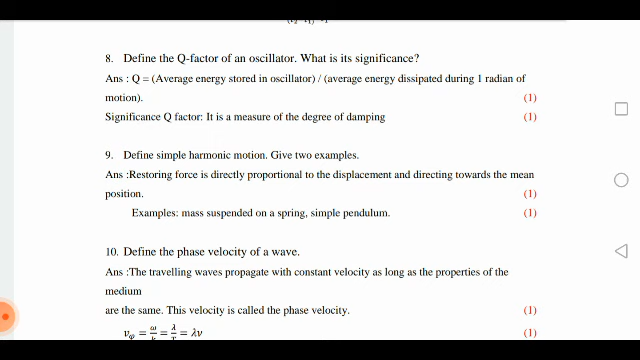 8. Define the Q-factor of an oscillator. What is its significance?
Ans : Q = (Average energy stored in oscillator) / (average energy dissipated during 1 radian of
motion). (1)
Significance Q factor: It is a measure of the degree of damping (1)
9. Define simple harmonic motion. Give two examples.
Ans :Restoring force is directly proportional to the displacement and directing towards the mean
position. (1)
Examples: mass suspended on a spring, simple pendulum. (1)
10. Define the phase velocity of a wave.
Ans :The travelling waves propagate with constant velocity as long as the properties of the
medium
are the same. This velocity is called the phase velocity. (1)
v_φ = ω/k = λ/T = λν (1)